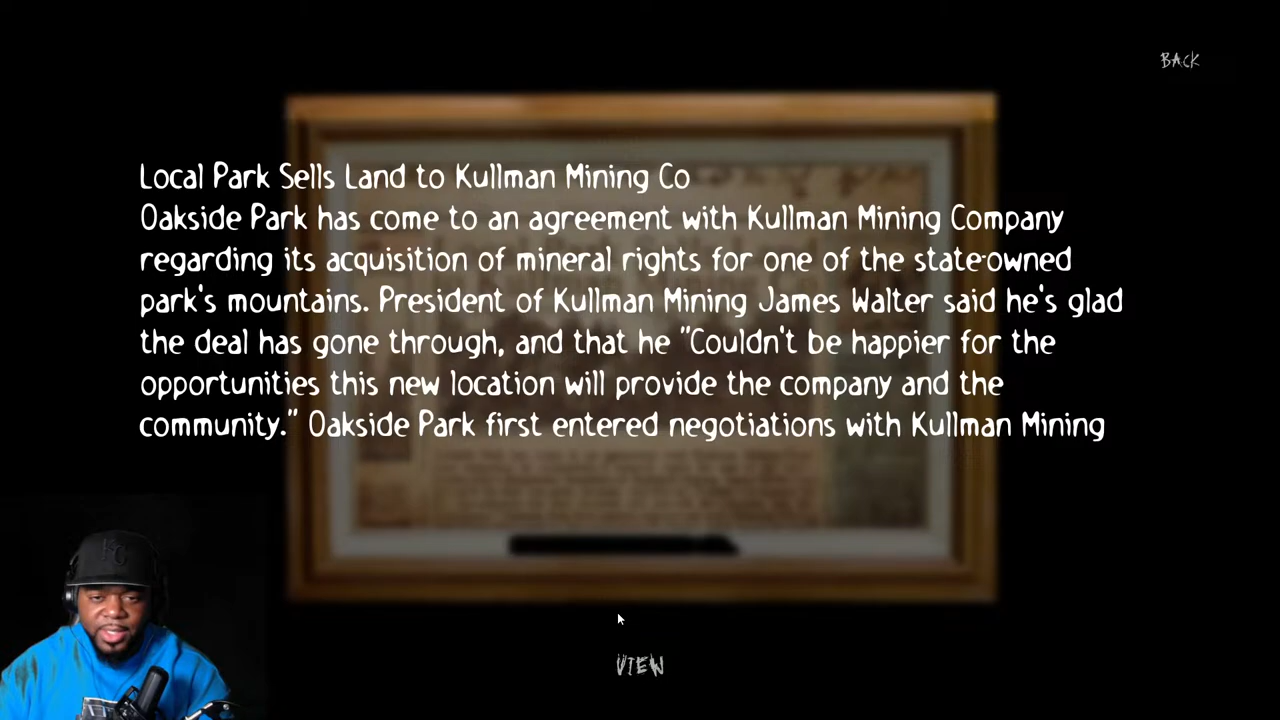 BACK
Local Park Sells Land to Kullman Mining Co
Oakside Park has come to an agreement with Kullman Mining Company
regarding its acquisition of mineral rights for one of the state-owned
park's mountains. President of Kullman Mining James Walter said he's glad
the deal has gone through, and that he "Couldn't be happier for the
opportunities this new location will provide the company and the
community." Oakside Park first entered negotiations with Kullman Mining
VIEW